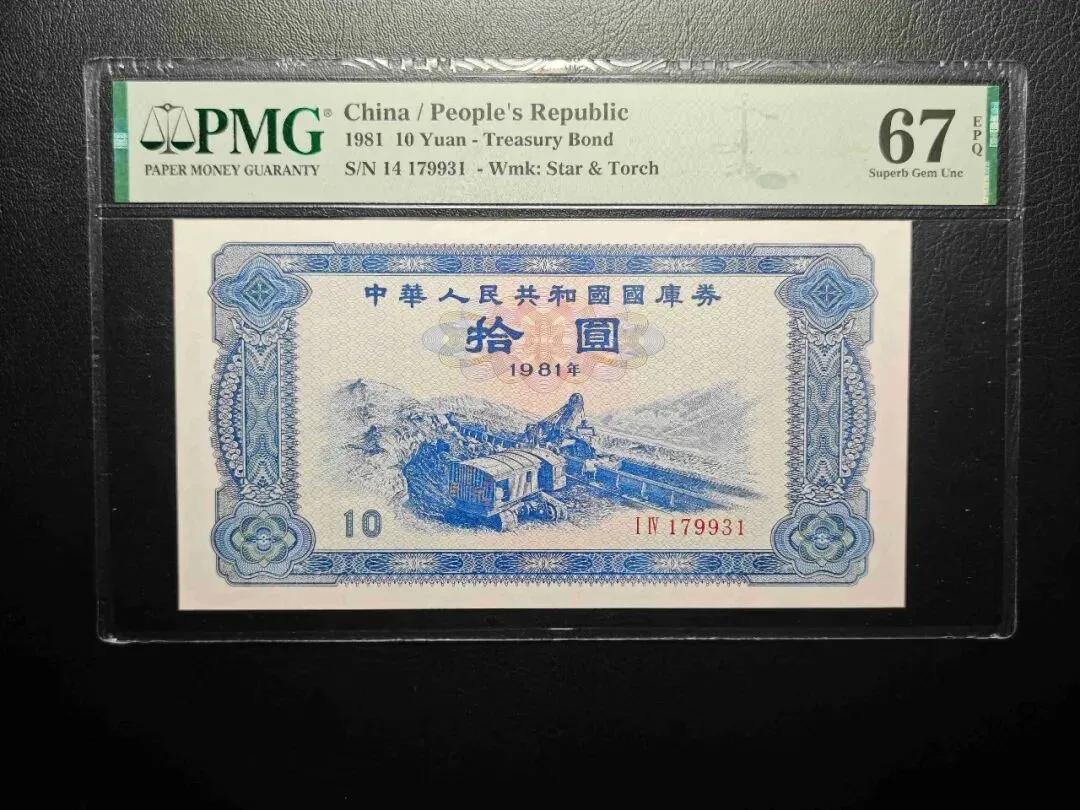 PMG®
PAPER MONEY GUARANTY
China / People's Republic
1981 10 Yuan - Treasury Bond
S/N 14 179931 - Wmk: Star & Torch
67
EPQ
Superb Gem Unc
中華人民共和國國庫券
拾圓
1981年
10
I IV 179931